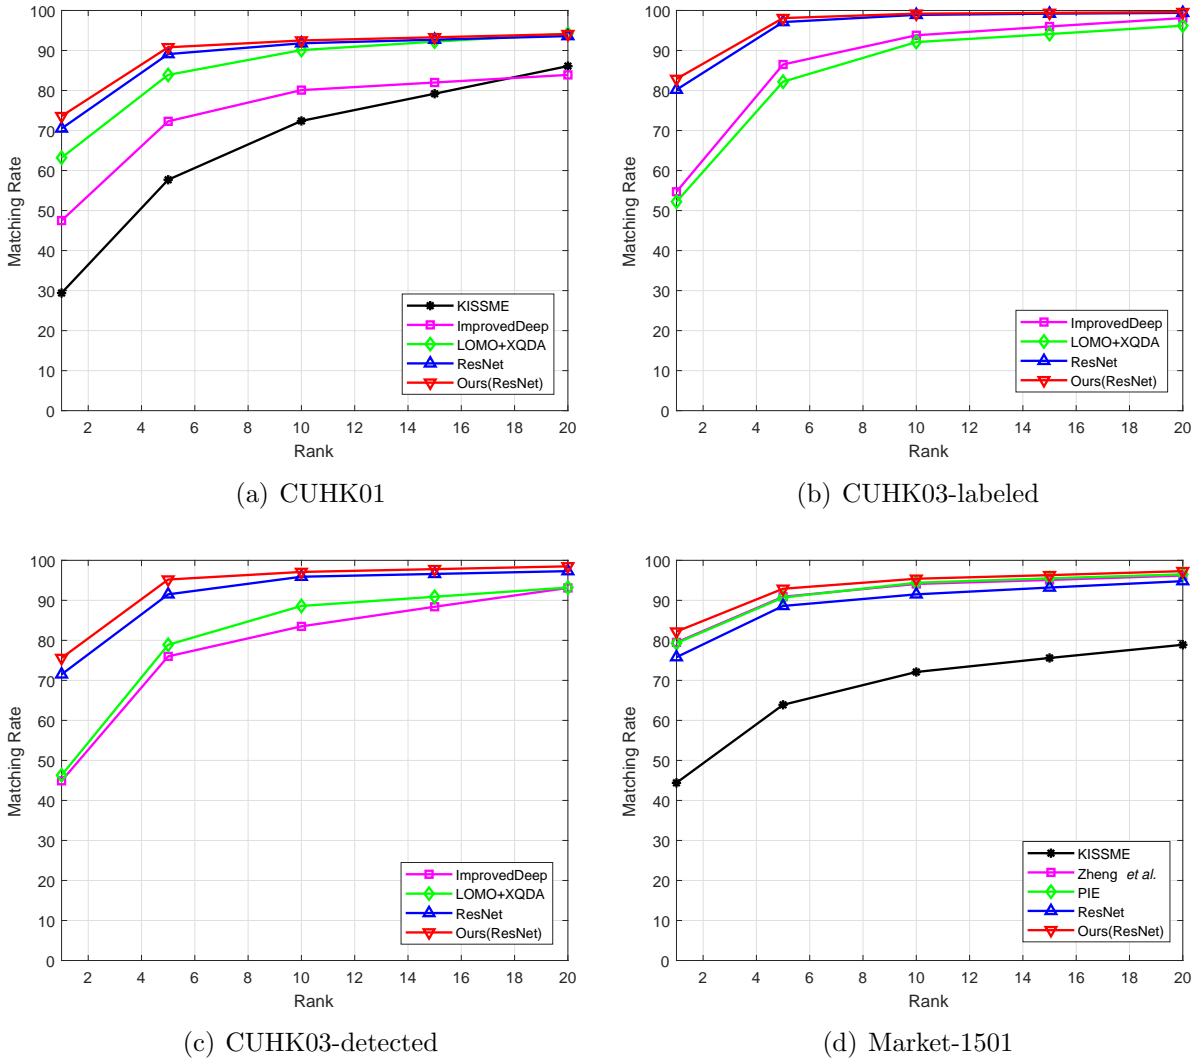 100
90
80
70
60
50
40
30
20
10
0
Matching Rate
2 4 6 8 10 12 14 16 18 20
Rank
KISSME
ImprovedDeep
LOMO+XQDA
ResNet
Ours(ResNet)
(a) CUHK01
100
90
80
70
60
50
40
30
20
10
0
Matching Rate
2 4 6 8 10 12 14 16 18 20
Rank
ImprovedDeep
LOMO+XQDA
ResNet
Ours(ResNet)
(b) CUHK03-labeled
100
90
80
70
60
50
40
30
20
10
0
Matching Rate
2 4 6 8 10 12 14 16 18 20
Rank
ImprovedDeep
LOMO+XQDA
ResNet
Ours(ResNet)
(c) CUHK03-detected
100
90
80
70
60
50
40
30
20
10
0
Matching Rate
2 4 6 8 10 12 14 16 18 20
Rank
KISSME
Zheng et al.
PIE
ResNet
Ours(ResNet)
(d) Market-1501